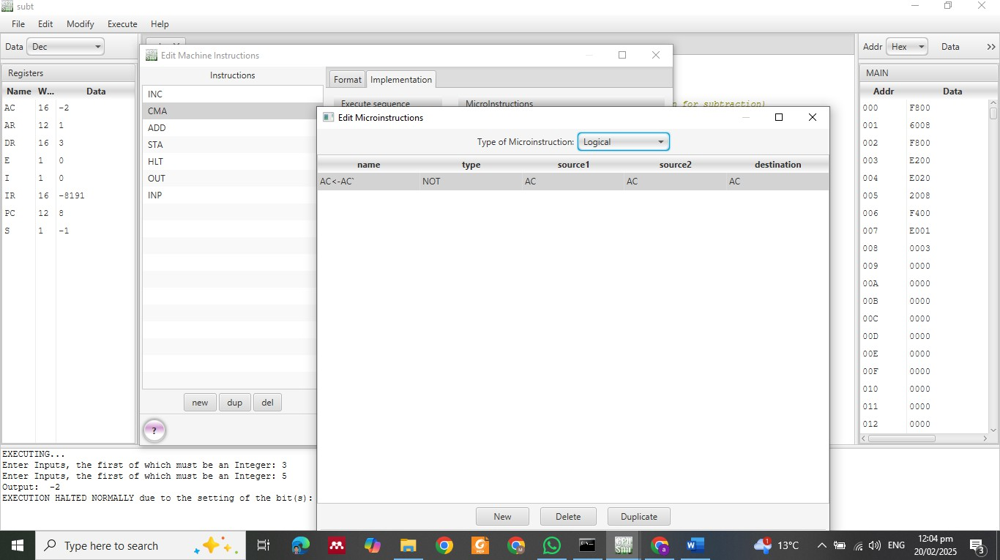 subt
File Edit Modify Execute Help
Data Dec
Addr Hex Data >>
Registers
Name W... Data
AC 16 -2
AR 12 1
DR 16 3
E 1 0
I 1 0
IR 16 -8191
PC 12 8
S 1 -1
Edit Machine Instructions
Instructions
INC
CMA
ADD
STA
HLT
OUT
INP
new dup del
?
Format Implementation
Execute sequence MicroInstructions
for subtraction)
Edit Microinstructions
Type of Microinstruction: Logical
name type source1 source2 destination
AC<-AC` NOT AC AC AC
New Delete Duplicate
MAIN
Addr Data
000 F800
001 6008
002 F800
003 E200
004 E020
005 2008
006 F400
007 E001
008 0003
009 0000
00A 0000
00B 0000
00C 0000
00D 0000
00E 0000
00F 0000
010 0000
011 0000
012 0000
EXECUTING...
Enter Inputs, the first of which must be an Integer: 3
Enter Inputs, the first of which must be an Integer: 5
Output: -2
EXECUTION HALTED NORMALLY due to the setting of the bit(s):
Type here to search
1
13°C
ENG
12:04 pm
20/02/2025
3